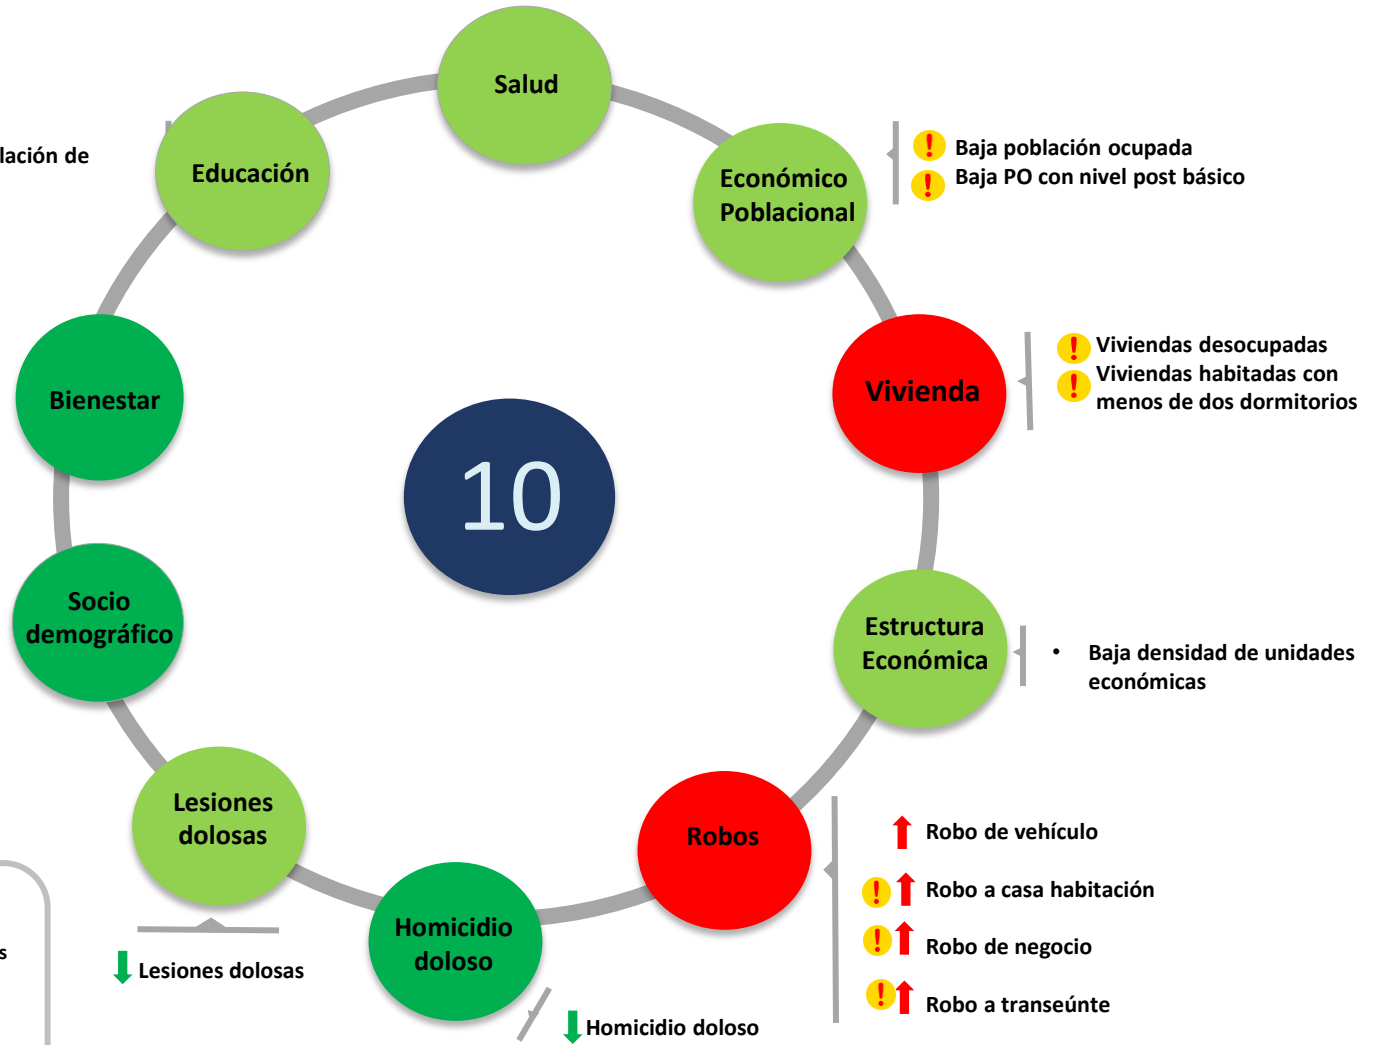 Salud
Educación
lación de
Económico
Poblacional
! Baja población ocupada
! Baja PO con nivel post básico
Bienestar
Vivienda
! Viviendas desocupadas
! Viviendas habitadas con
menos de dos dormitorios
10
Socio
demográfico
Estructura
Económica
• Baja densidad de unidades
económicas
Lesiones
dolosas
Robos
Robo de vehículo
! Robo a casa habitación
! Robo de negocio
! Robo a transeúnte
Homicidio
doloso
s
Lesiones dolosas
Homicidio doloso